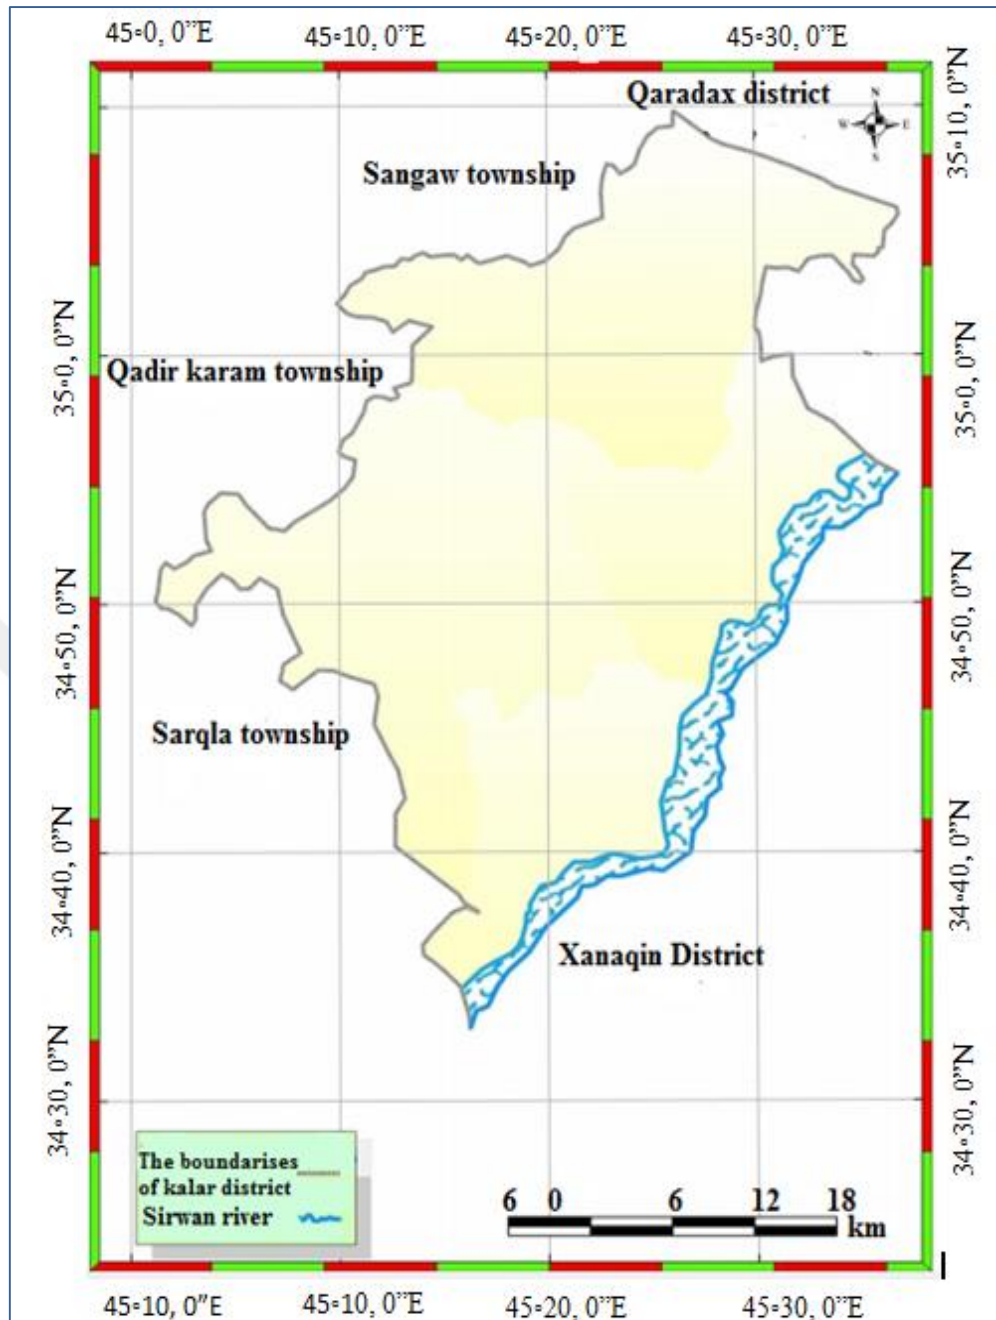 45°0, 0”E 45°10, 0”E 45°20, 0”E 45°30, 0”E
35°10, 0”N
Qaradax district
N
W E
S
Sangaw township
35°0, 0”N
35°0, 0”N
Qadir karam township
34°50, 0”N
34°50, 0”N
Sarqla township
34°40, 0”N
34°40, 0”N
Xanaqin District
34°30, 0”N
34°30, 0”N
The boundarises
of kalar district
Sirwan river
6 0 6 12 18
km
45°10, 0”E 45°10, 0”E 45°20, 0”E 45°30, 0”E